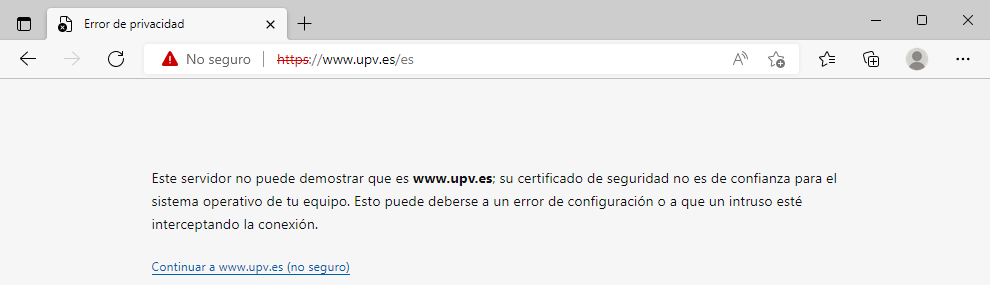 Error de privacidad
No seguro https://www.upv.es/es
Este servidor no puede demostrar que es www.upv.es; su certificado de seguridad no es de confianza para el
sistema operativo de tu equipo. Esto puede deberse a un error de configuración o a que un intruso esté
interceptando la conexión.
Continuar a www.upv.es (no seguro)